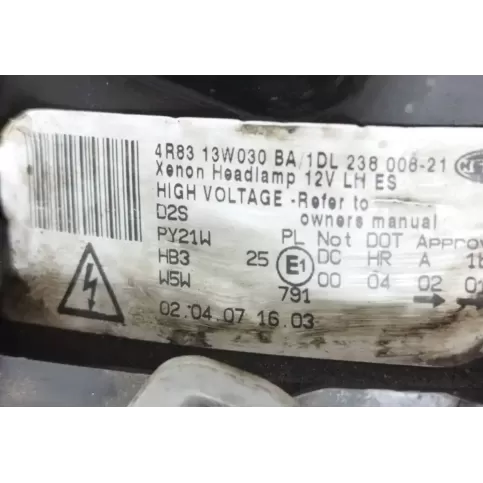 4R83 13W030 BA/1DL 238 008-21
Xenon Headlamp 12V LH ES
HIGH VOLTAGE -Refer to
D2S owners manual
PY21W PL Not DOT Approv
HB3 25 E1 DC HR A 18
W5W 791 00 04 02 01
02.04.07 16.03